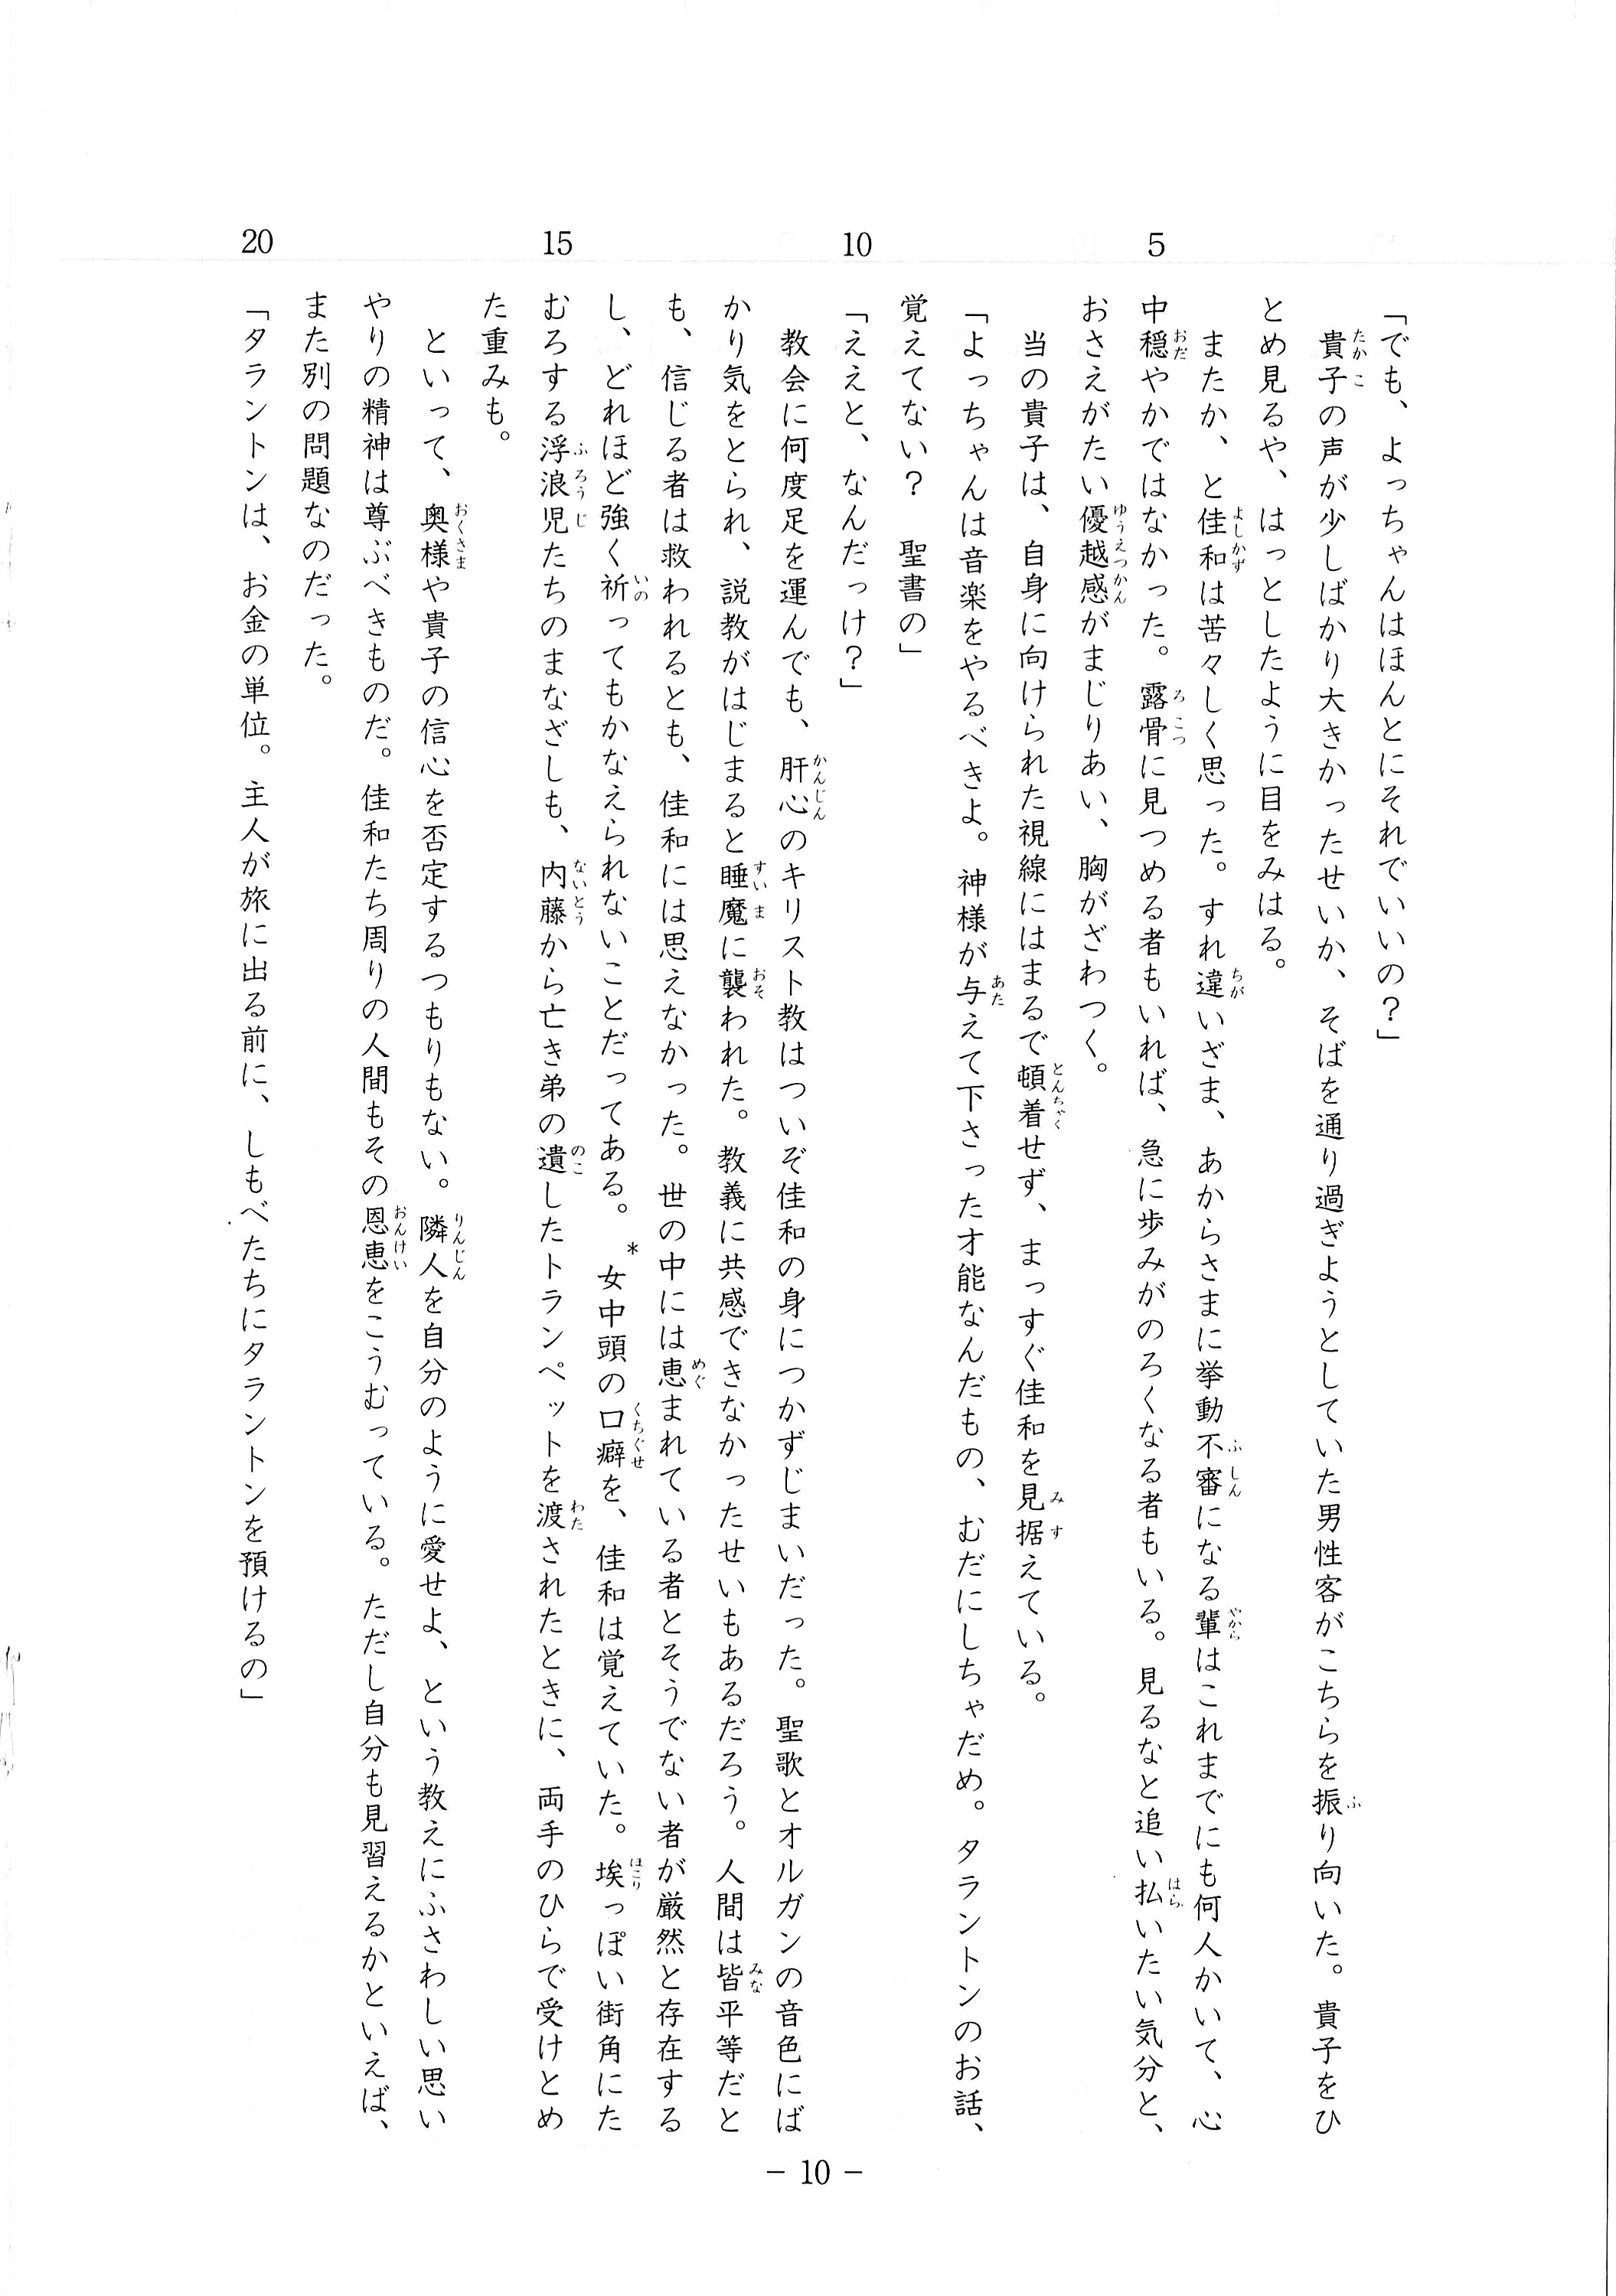 「でも、よっちゃんはほんとにそれでいいの？」
貴子の声が少しばかり大きかったせいか、そばを通り過ぎようとしていた男性客がこちらを振り向いた。貴子をひ
とめ見るや、はっとしたように目をみはる。
またか、と佳和は苦々しく思った。すれ違いざま、あからさまに挙動不審になる輩はこれまでにも何人かいて、心
5
中穏やかではなかった。露骨に見つめる者もいれば、急に歩みがのろくなる者もいる。見るなと追い払いたい気分と、
おさえがたい優越感がまじりあい、胸がざわつく。
当の貴子は、自身に向けられた視線にはまるで頓着せず、まっすぐ佳和を見据えている。
「よっちゃんは音楽をやるべきよ。神様が与えて下さった才能なんだもの、むだにしちゃだめ。タラントンのお話、
覚えてない？　聖書の」
10
「ええと、なんだっけ？」
教会に何度足を運んでも、肝心のキリスト教はついぞ佳和の身につかずじまいだった。聖歌とオルガンの音色にば
かり気をとられ、説教がはじまると睡魔に襲われた。教義に共感できなかったせいもあるだろう。人間は皆平等だと
も、信じる者は救われるとも、佳和には思えなかった。世の中には恵まれている者とそうでない者が厳然と存在する
し、どれほど強く祈ってもかなえられないことだってある。*女中頭の口癖を、佳和は覚えていた。埃っぽい街角にた
15
むろする浮浪児たちのまなざしも、内藤から亡き弟の遺したトランペットを渡されたときに、両手のひらで受けとめ
た重みも。
といって、奥様や貴子の信心を否定するつもりもない。隣人を自分のように愛せよ、という教えにふさわしい思い
やりの精神は尊ぶべきものだ。佳和たち周りの人間もその恩恵をこうむっている。ただし自分も見習えるかといえば、
また別の問題なのだった。
20
「タラントンは、お金の単位。主人が旅に出る前に、しもべたちにタラントンを預けるの」
－10－